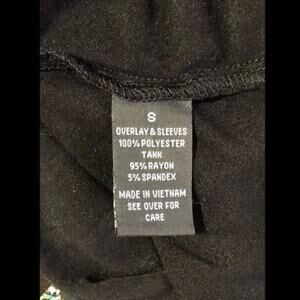 S
OVERLAY & SLEEVES
100% POLYESTER
TANK
95% RAYON
5% SPANDEX
MADE IN VIETNAM
SEE OVER FOR
CARE